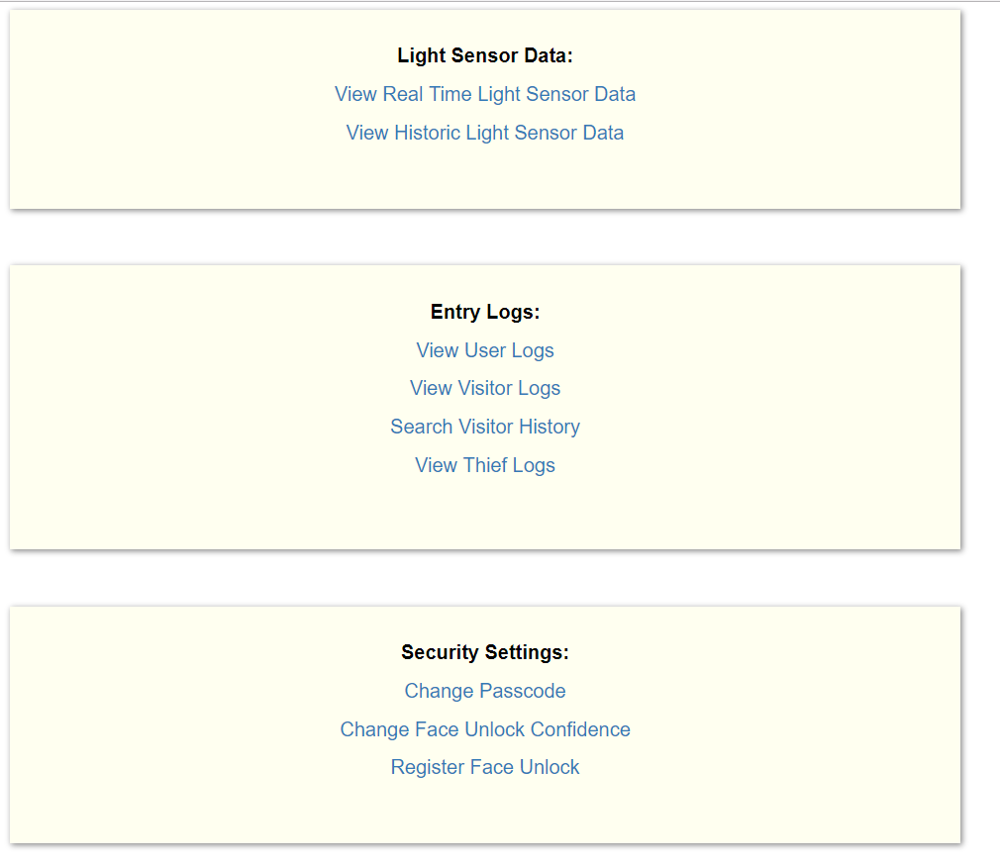 Light Sensor Data:
View Real Time Light Sensor Data
View Historic Light Sensor Data
Entry Logs:
View User Logs
View Visitor Logs
Search Visitor History
View Thief Logs
Security Settings:
Change Passcode
Change Face Unlock Confidence
Register Face Unlock